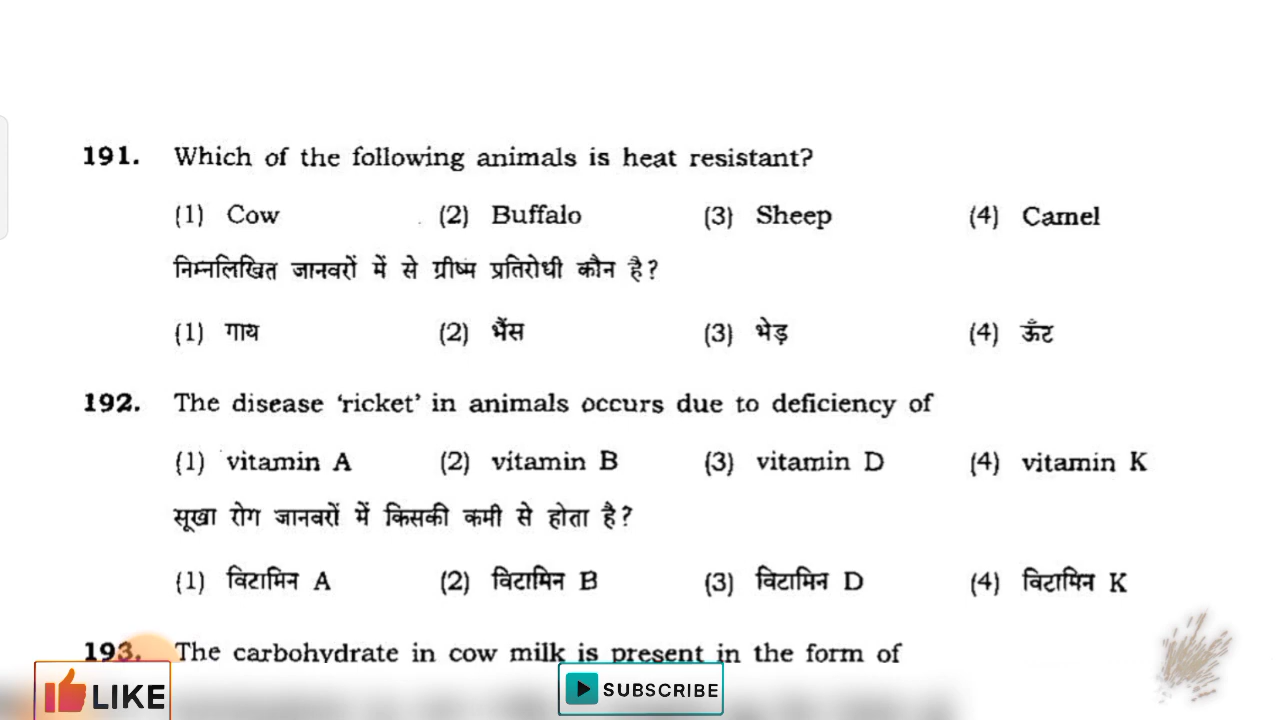 191. Which of the following animals is heat resistant?
(1) Cow (2) Buffalo (3) Sheep (4) Camel
निम्नलिखित जानवरों में से ग्रीष्म प्रतिरोधी कौन है?
(1) गाय (2) भैंस (3) भेड़ (4) ऊँट
192. The disease ‘ricket’ in animals occurs due to deficiency of
(1) vitamin A (2) vitamin B (3) vitamin D (4) vitamin K
सूखा रोग जानवरों में किसकी कमी से होता है?
(1) विटामिन A (2) विटामिन B (3) विटामिन D (4) विटामिन K
193. The carbohydrate in cow milk is present in the form of
LIKE
SUBSCRIBE